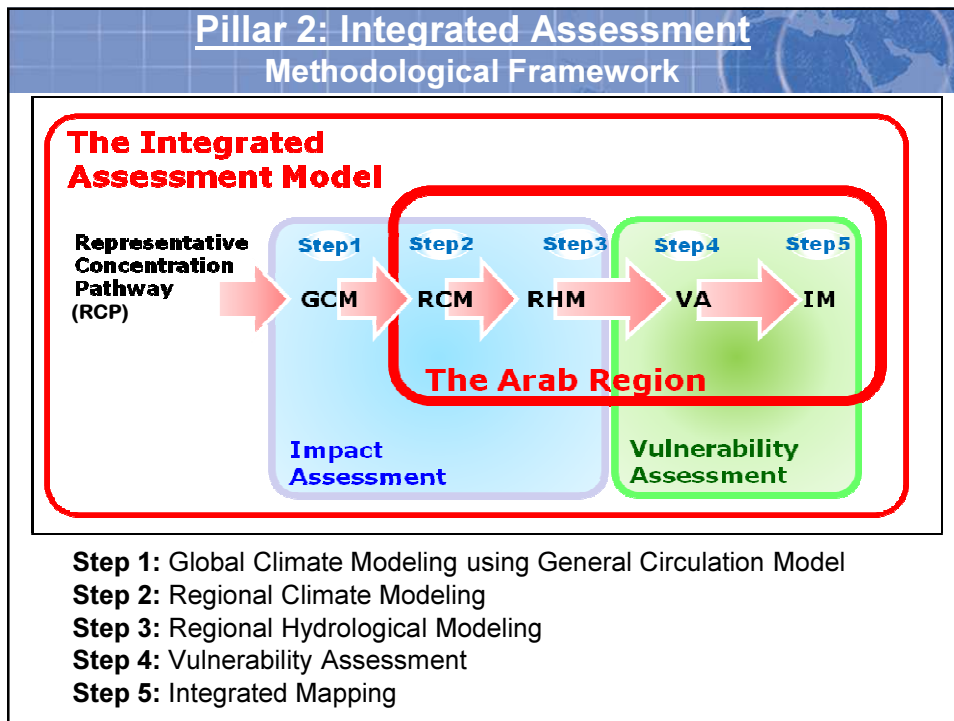 Pillar 2: Integrated Assessment
Methodological Framework
The Integrated
Assessment Model
Representative
Concentration
Pathway
(RCP)
Step1
Step2
Step3
Step4
Step5
GCM
RCM
RHM
VA
IM
The Arab Region
Impact
Assessment
Vulnerability
Assessment
Step 1: Global Climate Modeling using General Circulation Model
Step 2: Regional Climate Modeling
Step 3: Regional Hydrological Modeling
Step 4: Vulnerability Assessment
Step 5: Integrated Mapping